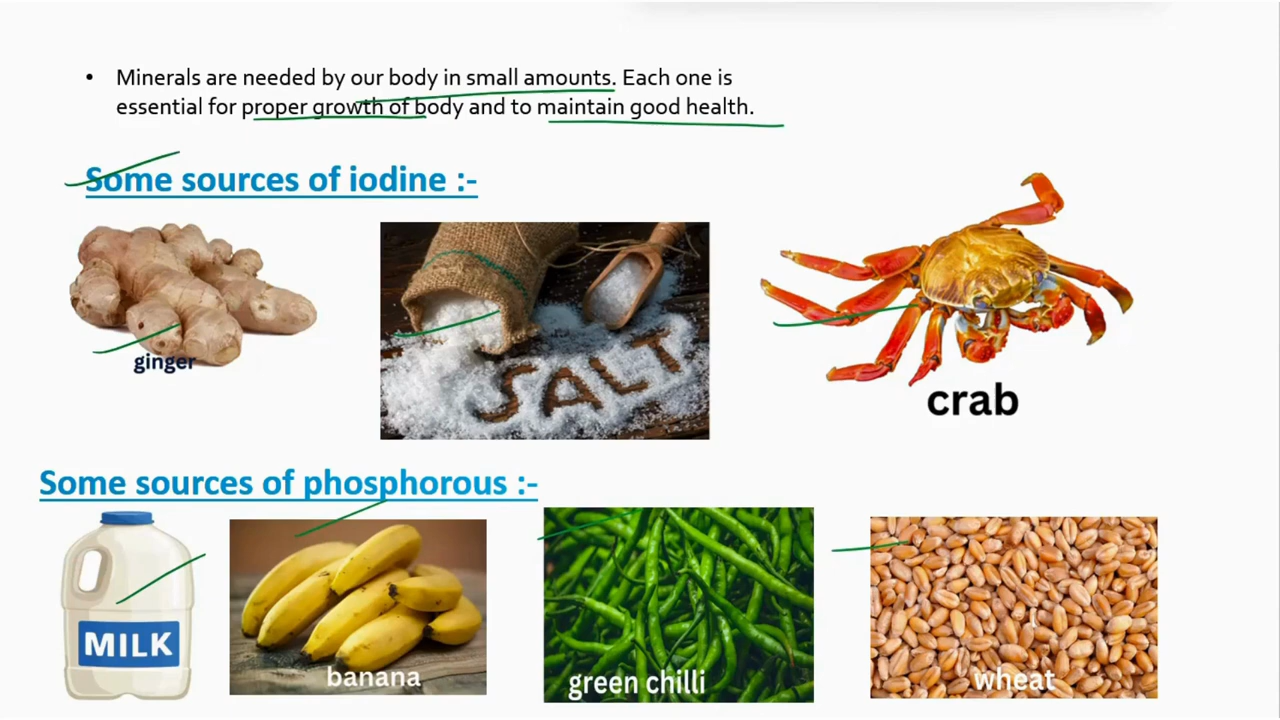 • Minerals are needed by our body in small amounts. Each one is
essential for proper growth of body and to maintain good health.
Some sources of iodine :-
ginger
SALT
crab
Some sources of phosphorous :-
MILK
banana
green chilli
wheat